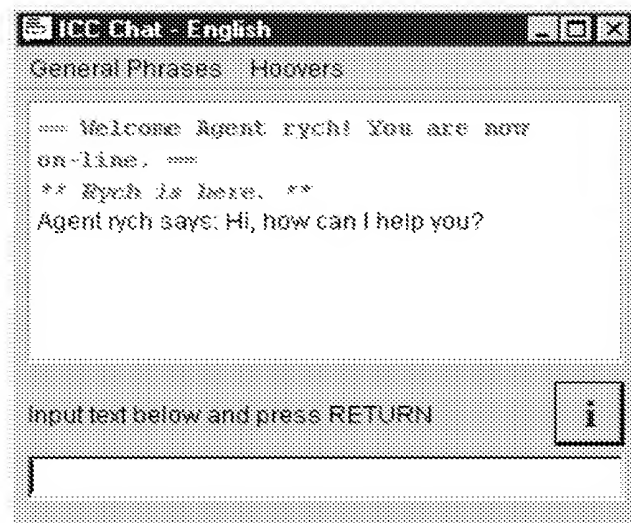 ICC Chat - English
General Phrases Hoovers
== Welcome Agent rych! You are now
on-line. ==
** Rych is here. **
Agent rych says: Hi, how can I help you?
Input text below and press RETURN
i